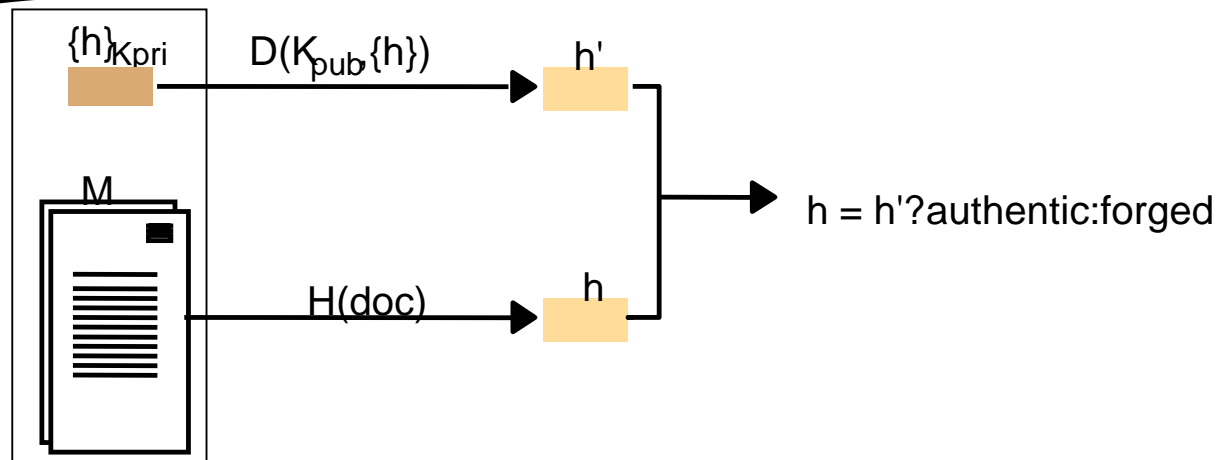 {h}Kpri
D(Kpub,{h})
h'
M
H(doc)
h
h = h'?authentic:forged